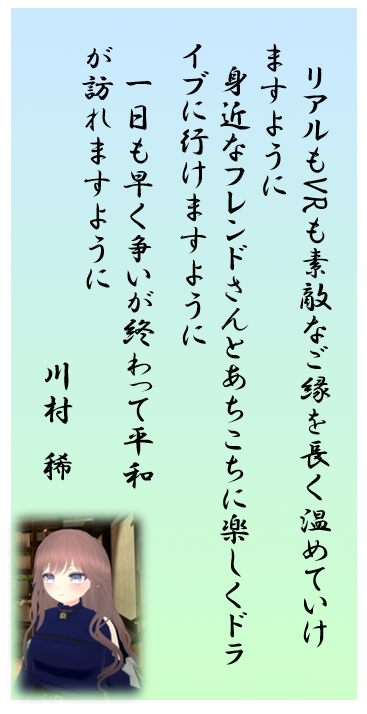 リアルもVRも素敵なご縁を長く温めていけ
ますように
身近なフレンドさんとあちこちに楽しくドラ
イブに行けますように
一日も早く争いが終わって平和
が訪れますように
川村 稀